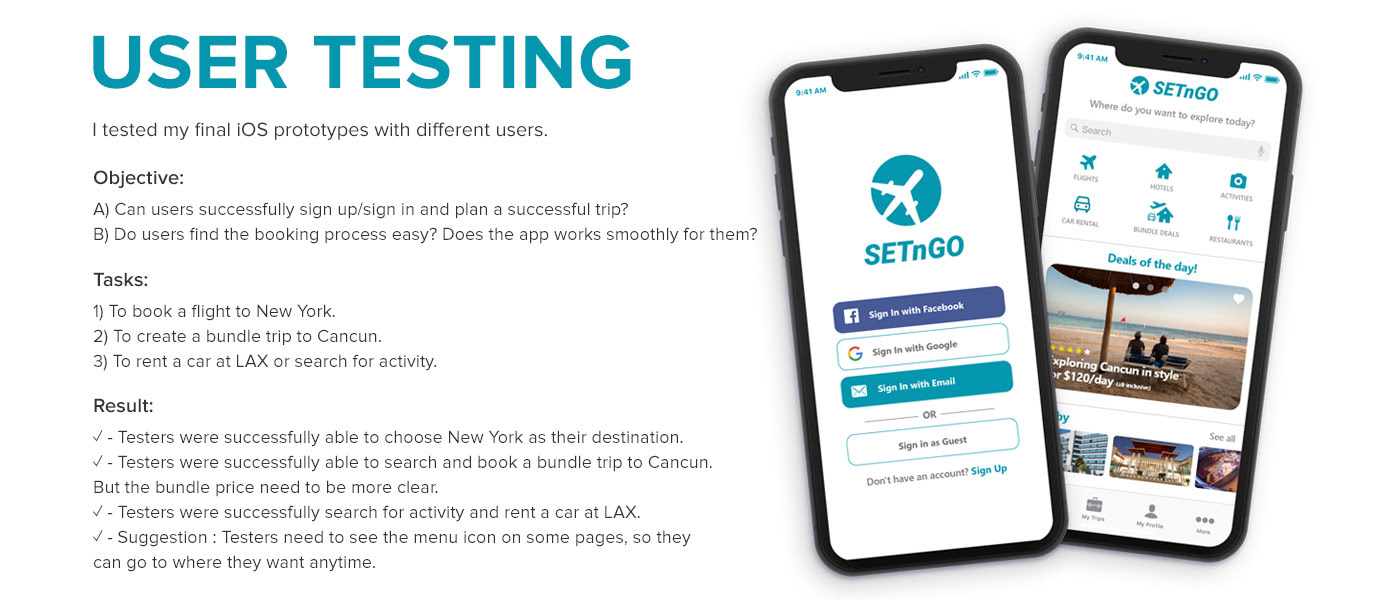 USER TESTING
I tested my final iOS prototypes with different users.
Objective:
A) Can users successfully sign up/sign in and plan a successful trip?
B) Do users find the booking process easy? Does the app works smoothly for them?
Tasks:
1) To book a flight to New York.
2) To create a bundle trip to Cancun.
3) To rent a car at LAX or search for activity.
Result:
✓ - Testers were successfully able to choose New York as their destination.
✓ - Testers were successfully able to search and book a bundle trip to Cancun.
But the bundle price need to be more clear.
✓ - Testers were successfully search for activity and rent a car at LAX.
✓ - Suggestion : Testers need to see the menu icon on some pages, so they
can go to where they want anytime.
9:41 AM
SETnGO
Sign In with Facebook
Sign In with Google
Sign In with Email
OR
Sign in as Guest
Don't have an account? Sign Up
9:41 AM
SETnGO
Where do you want to explore today?
Search
FLIGHTS
HOTELS
ACTIVITIES
CAR RENTAL
BUNDLE DEALS
RESTAURANTS
Deals of the day!
xploring Cancun in style
r $120/day (all-inclusive)
by
See all
My Trips
My Profile
More